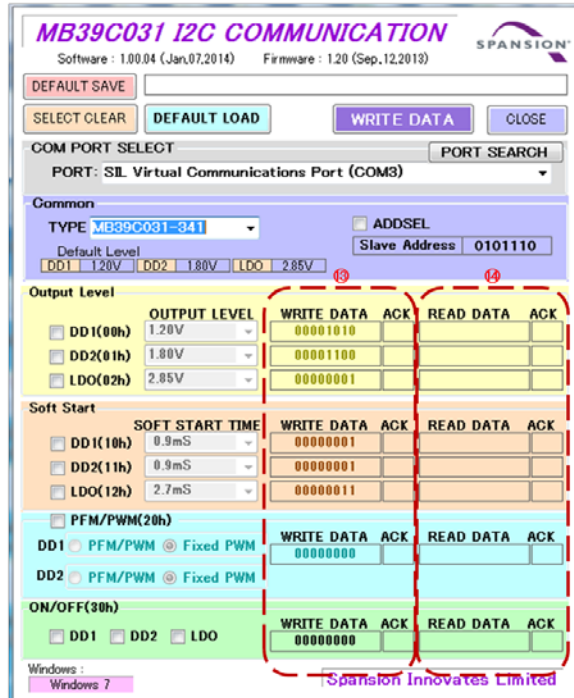 MB39C031 I2C COMMUNICATION
SPANSION
Software : 1.00.04 (Jan,07,2014) Firmware : 1.20 (Sep,12,2013)
DEFAULT SAVE
SELECT CLEAR DEFAULT LOAD WRITE DATA CLOSE
COM PORT SELECT PORT SEARCH
PORT: SIL Virtual Communications Port (COM3)
Common
TYPE MB39C031-341 ADDSEL
Default Level Slave Address 0101110
DD1 1.20V DD2 1.80V LDO 2.85V
⑬ ⑭
Output Level
OUTPUT LEVEL WRITE DATA ACK READ DATA ACK
DD1(00h) 1.20V 00001010
DD2(01h) 1.80V 00001100
LDO(02h) 2.85V 00000001
Soft Start
SOFT START TIME WRITE DATA ACK READ DATA ACK
DD1(10h) 0.9mS 00000001
DD2(11h) 0.9mS 00000001
LDO(12h) 2.7mS 00000011
PFM/PWM(20h)
WRITE DATA ACK READ DATA ACK
DD1 PFM/PWM Fixed PWM 00000000
DD2 PFM/PWM Fixed PWM
ON/OFF(30h)
WRITE DATA ACK READ DATA ACK
DD1 DD2 LDO 00000000
Windows :
Windows 7 Spansion Innovates Limited